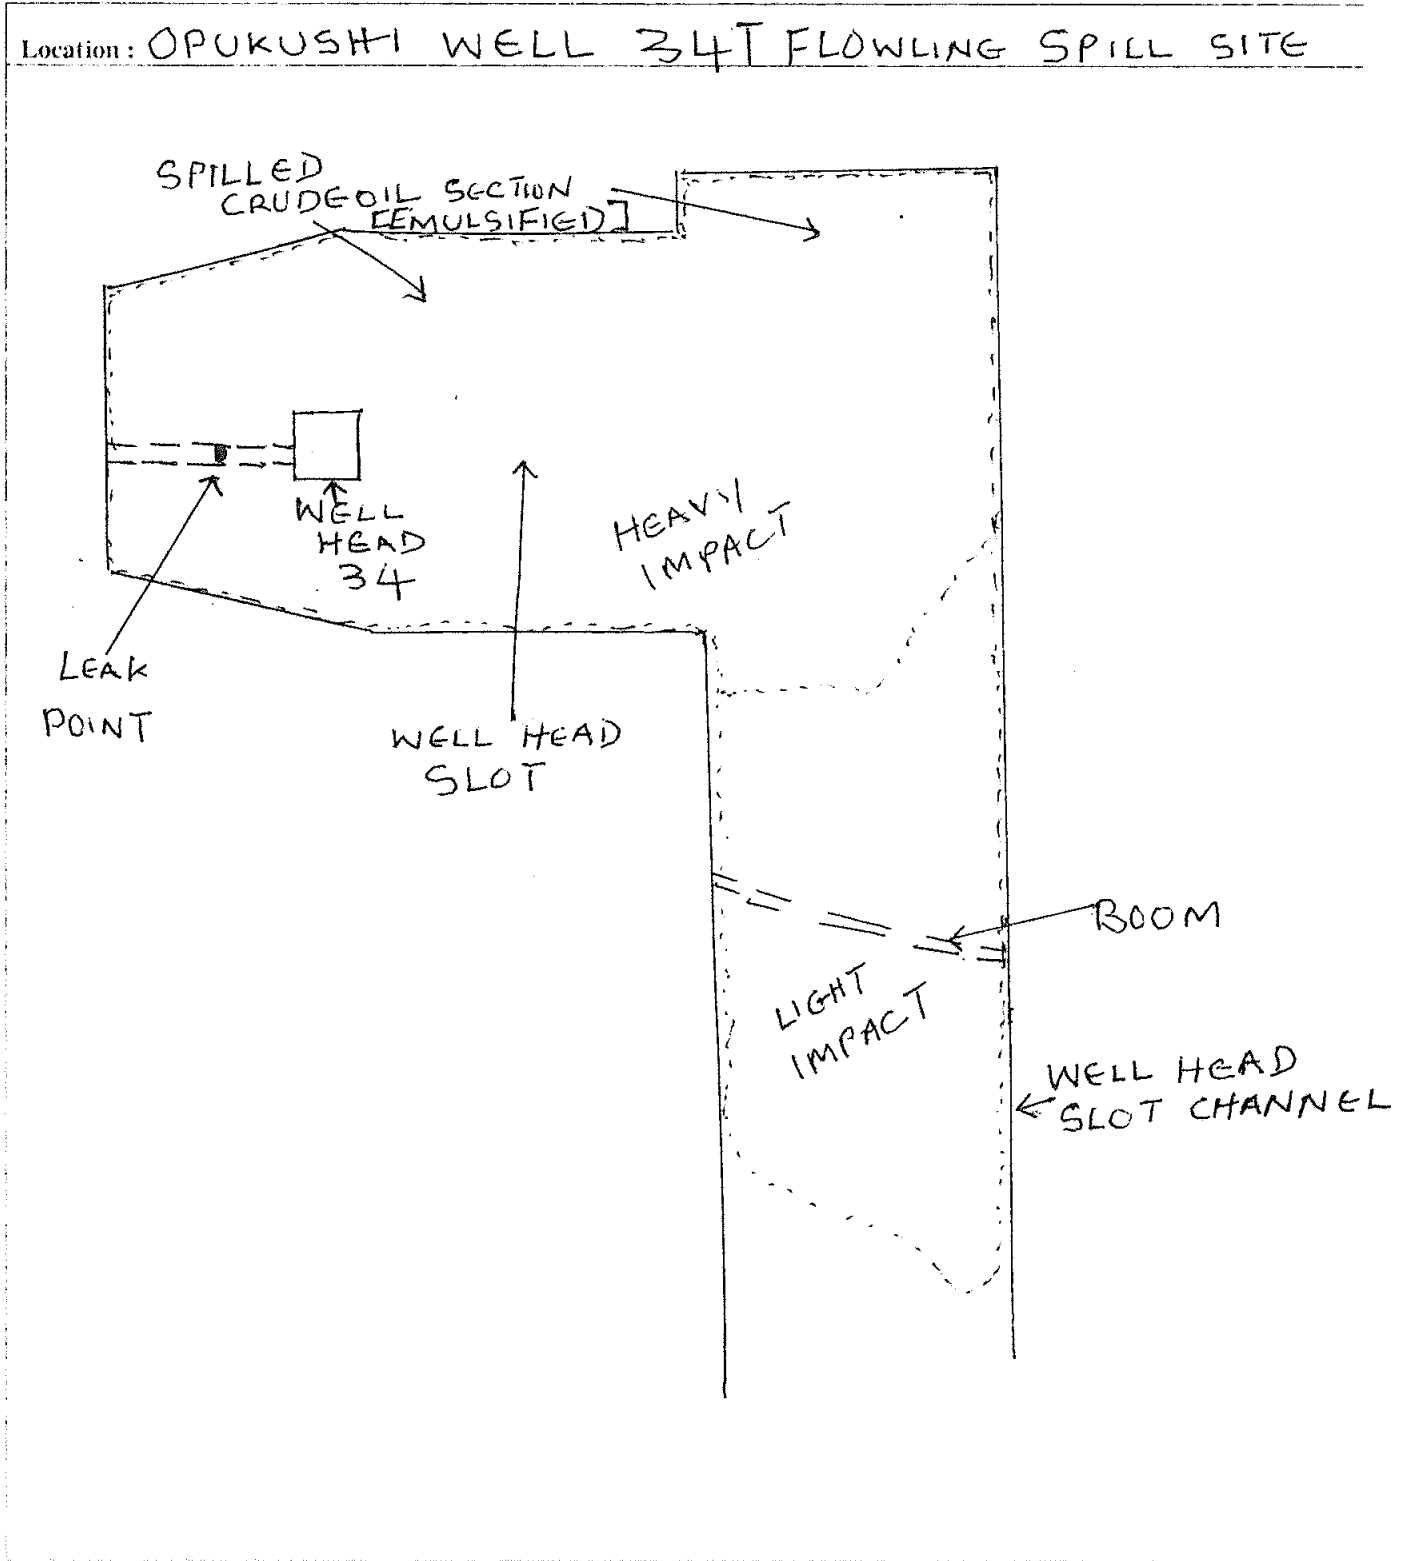 Location : OPUKUSHI WELL 34T FLOWLING SPILL SITE
SPILLED
CRUDEOIL SECTION
[EMULSIFIED]
WELL
HEAD
34
HEAVY
IMPACT
LEAK
POINT
WELL HEAD
SLOT
BOOM
LIGHT
IMPACT
WELL HEAD
SLOT CHANNEL